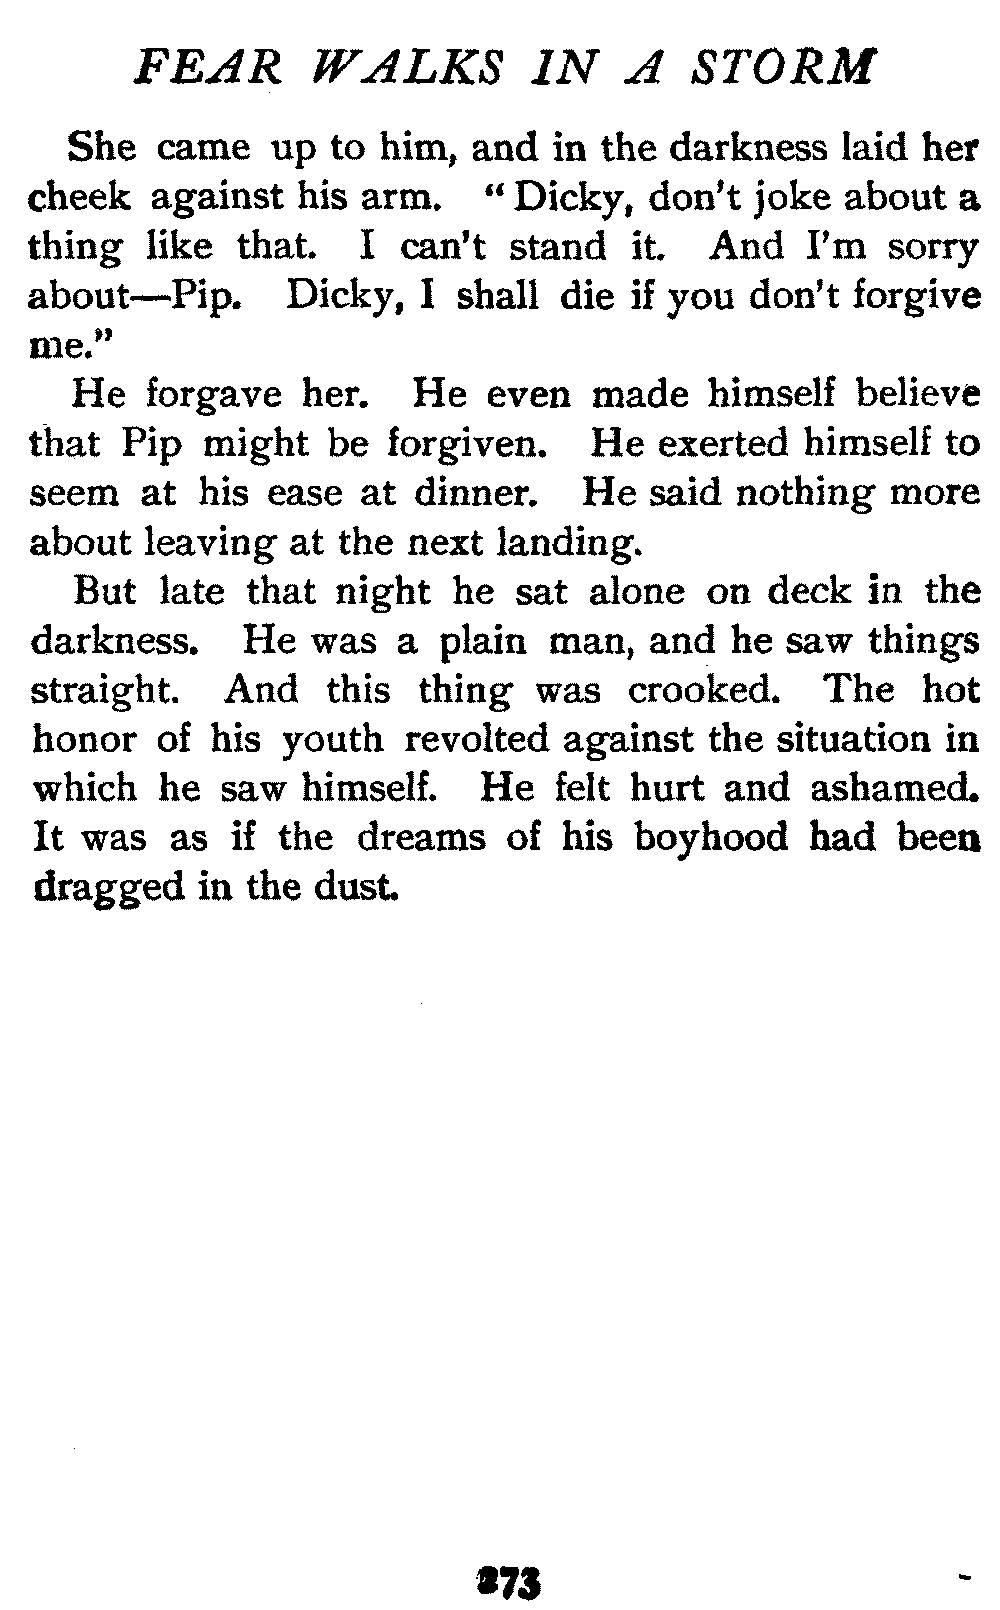 FEAR WALKS IN A STORM
She came up to him, and in the darkness laid her
cheek against his arm. “Dicky, don't joke about a
thing like that. I can't stand it. And I'm sorry
about—Pip. Dicky, I shall die if you don't forgive
me.”
He forgave her. He even made himself believe
that Pip might be forgiven. He exerted himself to
seem at his ease at dinner. He said nothing more
about leaving at the next landing.
But late that night he sat alone on deck in the
darkness. He was a plain man, and he saw things
straight. And this thing was crooked. The hot
honor of his youth revolted against the situation in
which he saw himself. He felt hurt and ashamed.
It was as if the dreams of his boyhood had been
dragged in the dust.
273